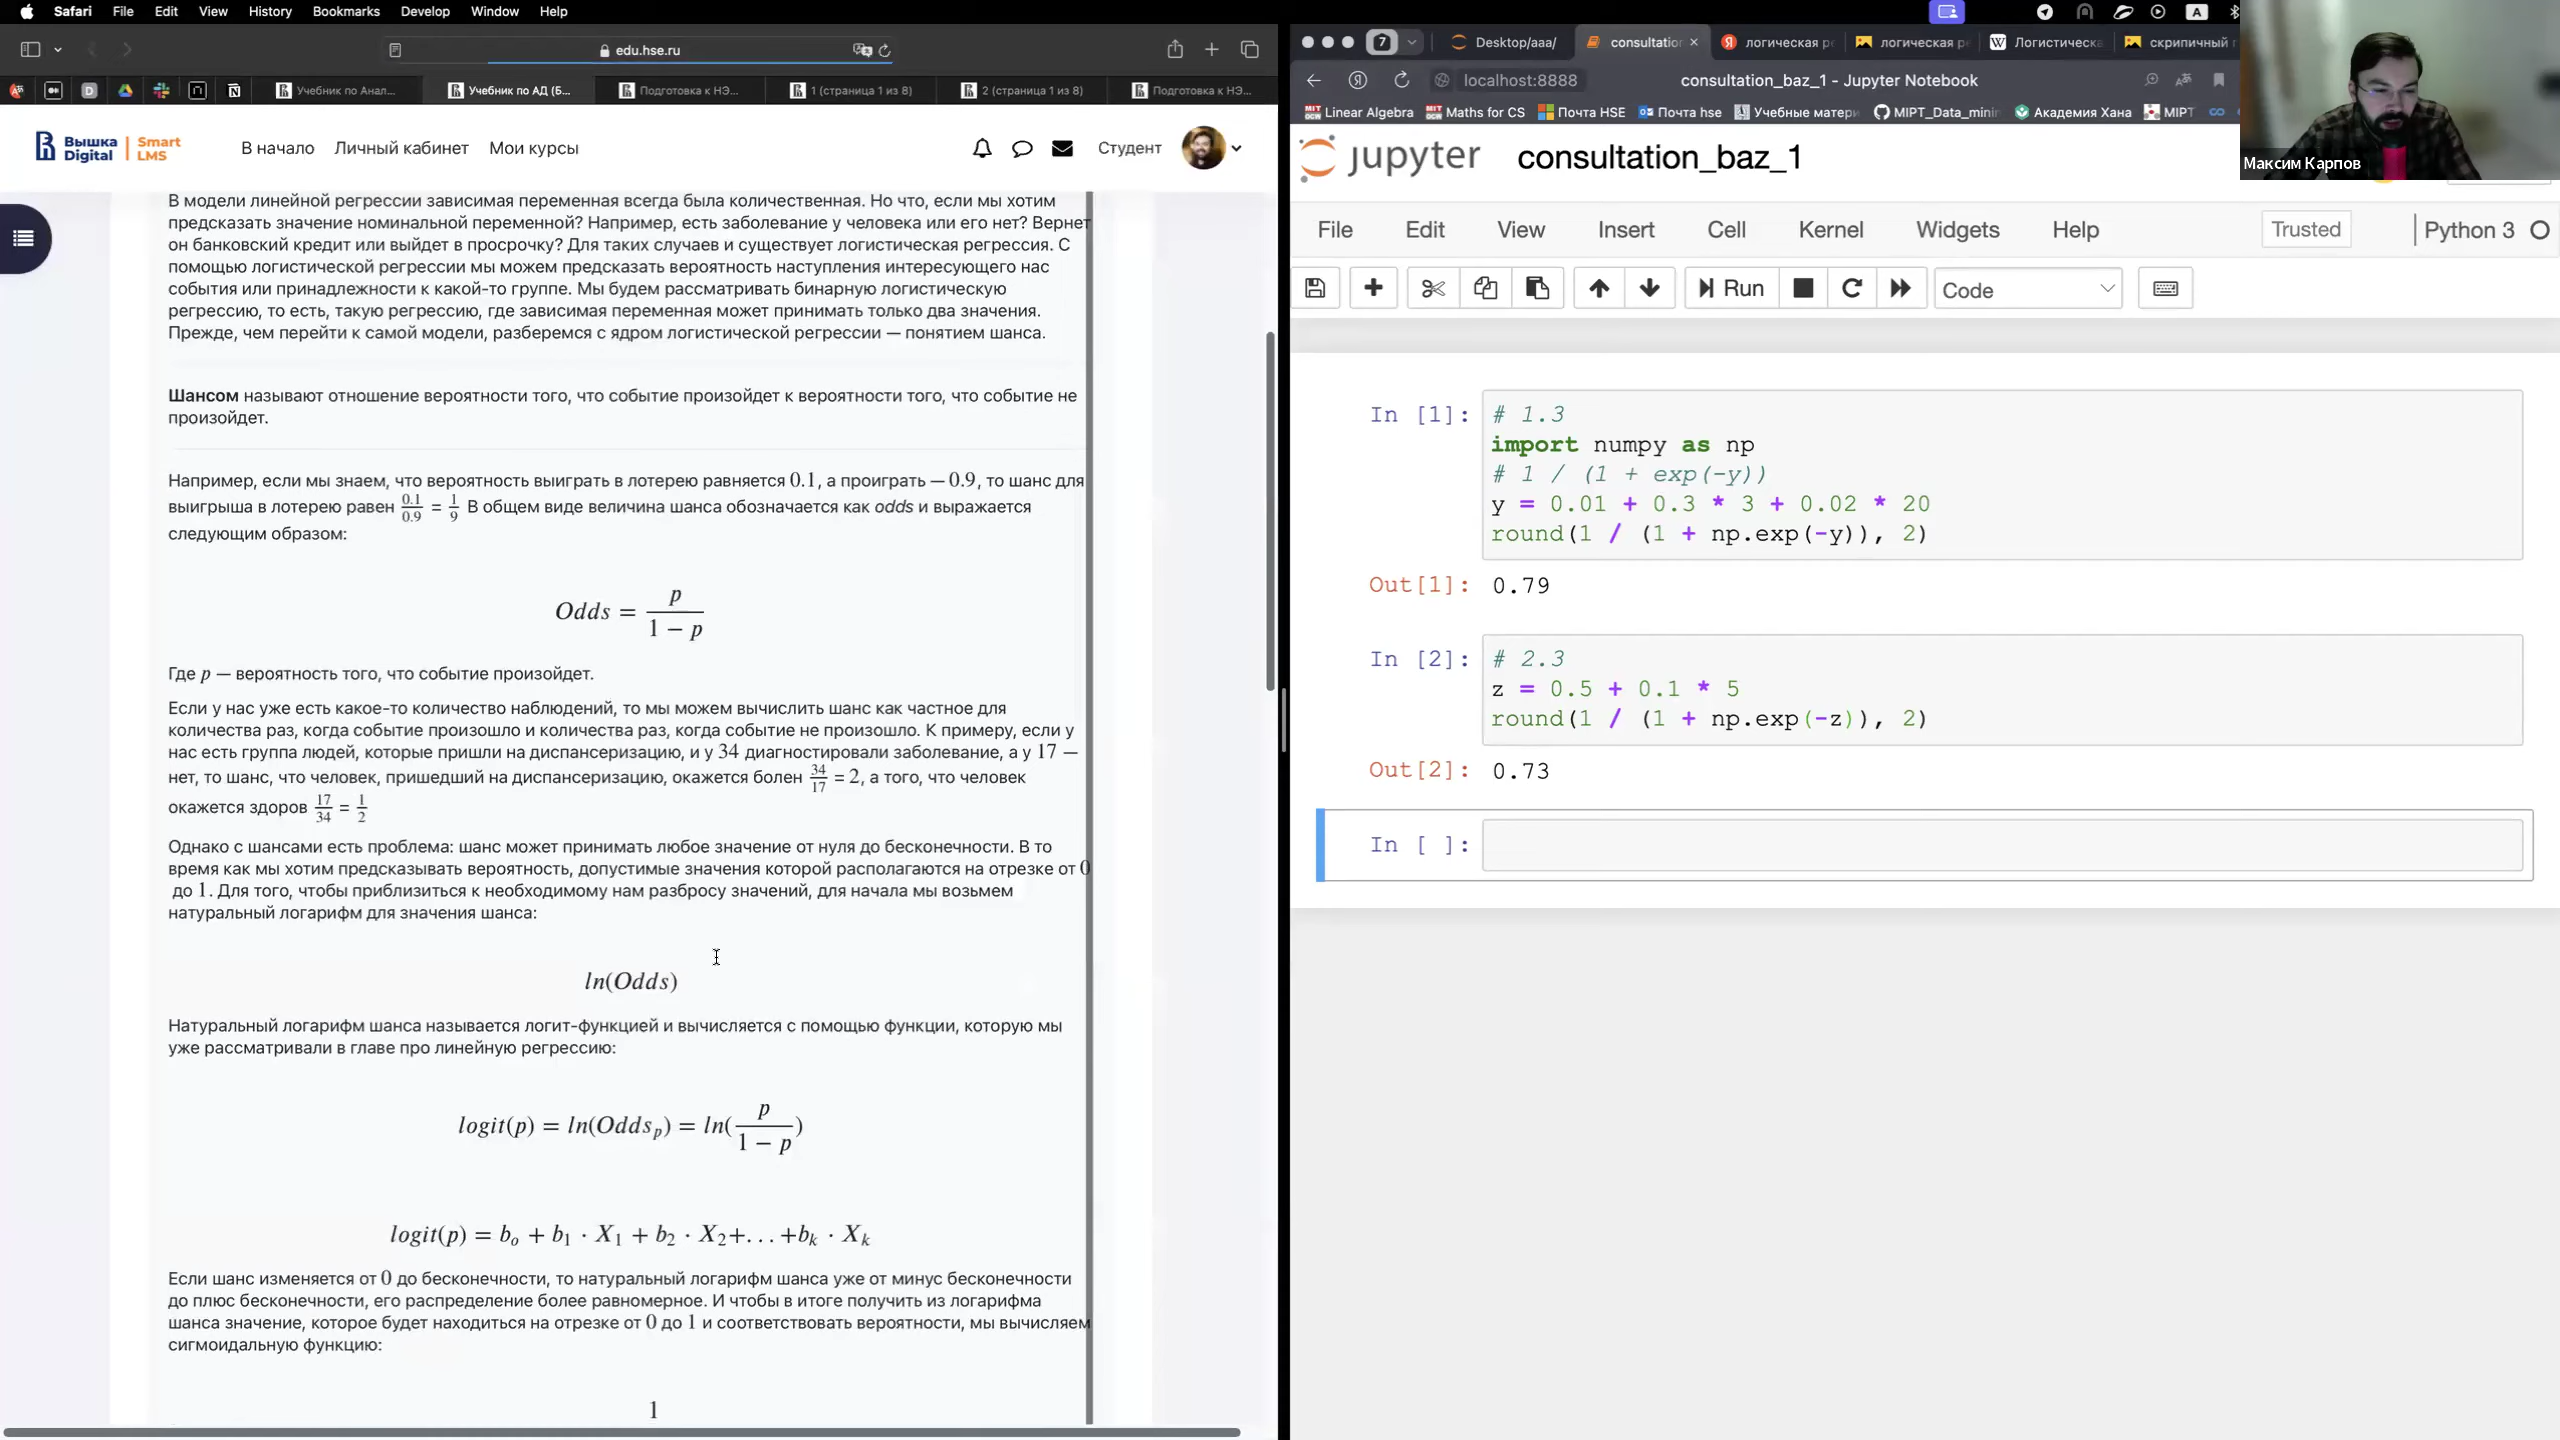 Safari File Edit View History Bookmarks Develop Window Help
edu.hse.ru
Учебник по Анал...
Учебник по АД (Б...
Подготовка к НЭ...
1 (страница 1 из 8)
2 (страница 1 из 8)
Подготовка к НЭ...
Вышка Digital Smart LMS
В начало Личный кабинет Мои курсы Студент
В модели линейной регрессии зависимая переменная всегда была количественная. Но что, если мы хотим
предсказать значение номинальной переменной? Например, есть заболевание у человека или его нет? Вернет
он банковский кредит или выйдет в просрочку? Для таких случаев и существует логистическая регрессия. С
помощью логистической регрессии мы можем предсказать вероятность наступления интересующего нас
события или принадлежности к какой-то группе. Мы будем рассматривать бинарную логистическую
регрессию, то есть, такую регрессию, где зависимая переменная может принимать только два значения.
Прежде, чем перейти к самой модели, разберемся с ядром логистической регрессии — понятием шанса.
Шансом называют отношение вероятности того, что событие произойдет к вероятности того, что событие не
произойдет.
Например, если мы знаем, что вероятность выиграть в лотерею равняется 0.1, а проиграть — 0.9, то шанс для
выигрыша в лотерею равен 0.1/0.9 = 1/9 В общем виде величина шанса обозначается как odds и выражается
следующим образом:
Odds = p / (1 − p)
Где p — вероятность того, что событие произойдет.
Если у нас уже есть какое-то количество наблюдений, то мы можем вычислить шанс как частное для
количества раз, когда событие произошло и количества раз, когда событие не произошло. К примеру, если у
нас есть группа людей, которые пришли на диспансеризацию, и у 34 диагностировали заболевание, а у 17 —
нет, то шанс, что человек, пришедший на диспансеризацию, окажется болен 34/17 = 2, а того, что человек
окажется здоров 17/34 = 1/2
Однако с шансами есть проблема: шанс может принимать любое значение от нуля до бесконечности. В то
время как мы хотим предсказывать вероятность, допустимые значения которой располагаются на отрезке от 0
до 1. Для того, чтобы приблизиться к необходимому нам разбросу значений, для начала мы возьмем
натуральный логарифм для значения шанса:
ln(Odds)
Натуральный логарифм шанса называется логит-функцией и вычисляется с помощью функции, которую мы
уже рассматривали в главе про линейную регрессию:
logit(p) = ln(Odds_p) = ln(p / (1 − p))
logit(p) = b_o + b_1 · X_1 + b_2 · X_2+. . . +b_k · X_k
Если шанс изменяется от 0 до бесконечности, то натуральный логарифм шанса уже от минус бесконечности
до плюс бесконечности, его распределение более равномерное. И чтобы в итоге получить из логарифма
шанса значение, которое будет находиться на отрезке от 0 до 1 и соответствовать вероятности, мы вычисляем
сигмоидальную функцию:
1
7 Desktop/aaa/ consultatio логическая р логическая р Логистическа скрипичный
localhost:8888 consultation_baz_1 - Jupyter Notebook
Linear Algebra Maths for CS Почта HSE Почта hse Учебные матери MIPT_Data_mini Академия Хана MIPT
jupyter consultation_baz_1
Максим Карпов
File Edit View Insert Cell Kernel Widgets Help Trusted Python 3
Run Code
In [1]:
# 1.3
import numpy as np
# 1 / (1 + exp(-y))
y = 0.01 + 0.3 * 3 + 0.02 * 20
round(1 / (1 + np.exp(-y)), 2)
Out[1]: 0.79
In [2]:
# 2.3
z = 0.5 + 0.1 * 5
round(1 / (1 + np.exp(-z)), 2)
Out[2]: 0.73
In [ ]: